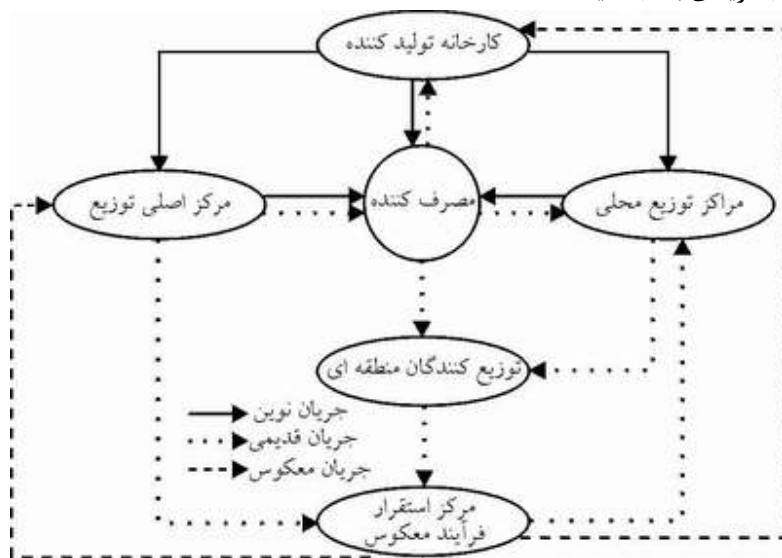 کارخانه تولید کننده
مرکز اصلی توزیع
مصرف کننده
مراکز توزیع محلی
توزیع کنندگان منطقه ای
جریان نوین
جریان قدیمی
جریان معکوس
مرکز استقرار
فرآیند معکوس